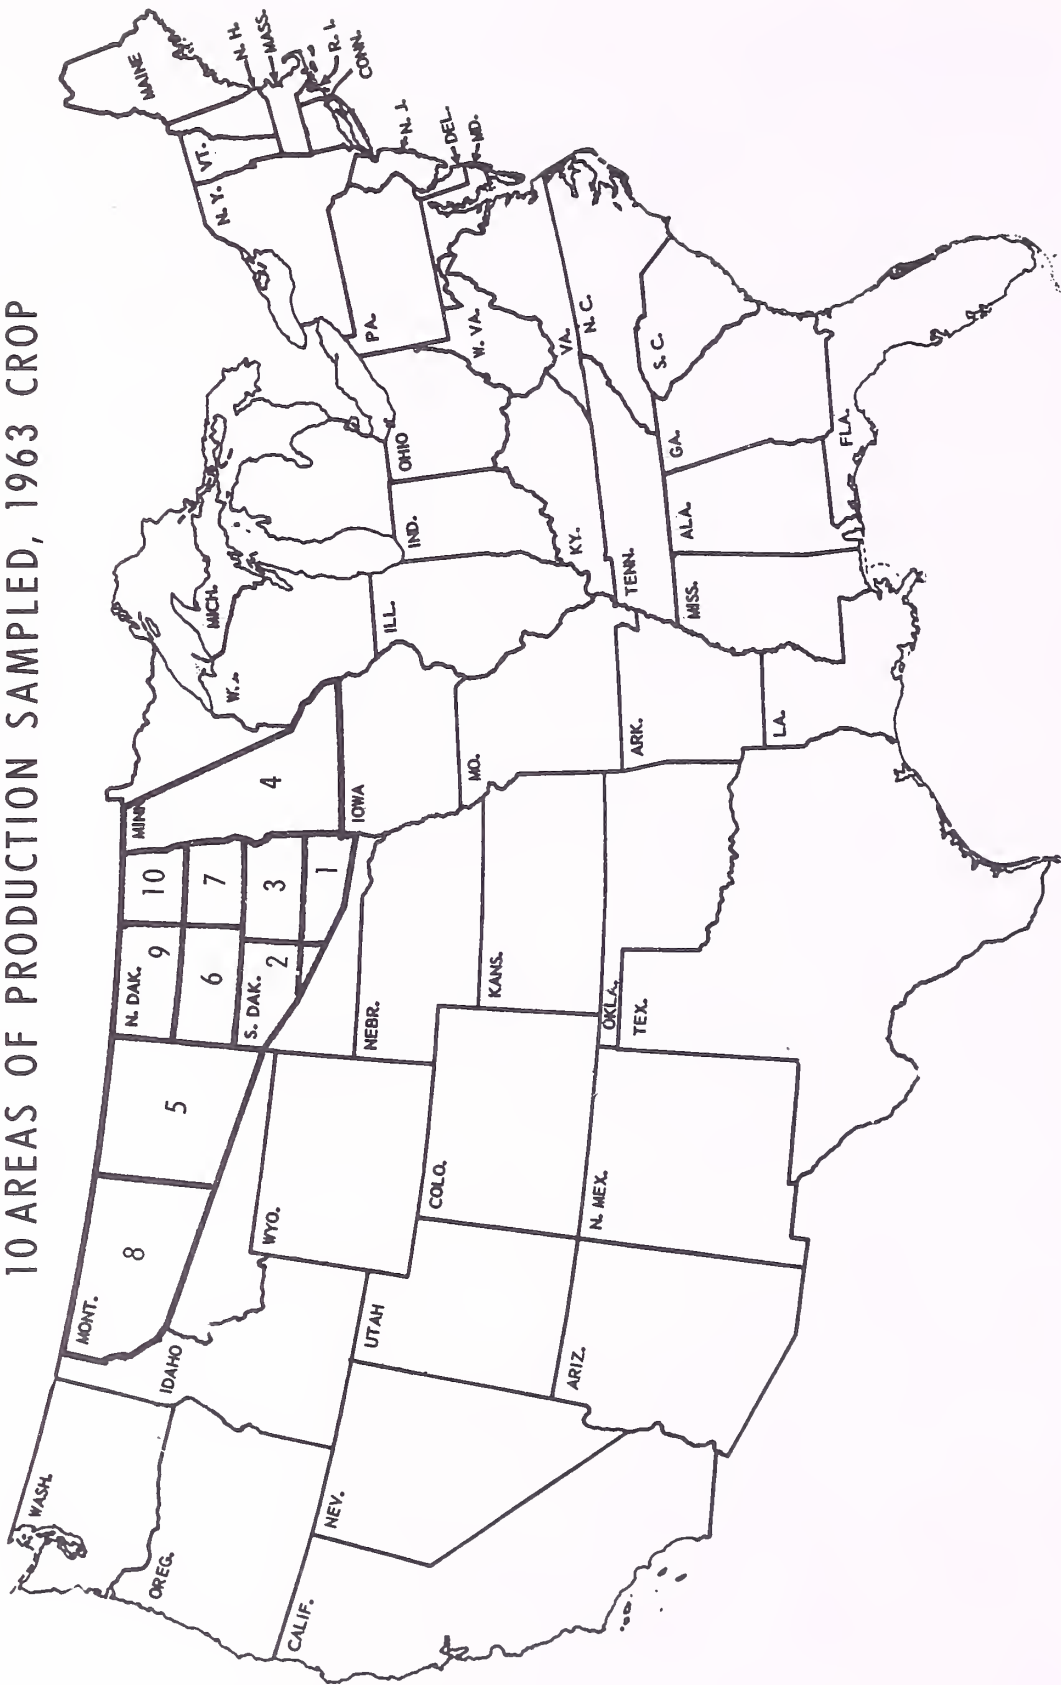 10 AREAS OF PRODUCTION SAMPLED, 1963 CROP
WASH.
MONT.
N. DAK.
MINN
MAINE
8
5
9
10
4
VT.
N. H.
IDAHO
6
7
MICH.
N. Y.
MASS.
OREG.
S. DAK.
2
3
1
R. I.
CONN.
WYO.
IOWA
PA.
N. J.
NEV.
NEBR.
ILL.
IND.
OHIO
DEL.
MD.
CALIF.
UTAH
COLO.
KANS.
MO.
W. VA.
VA.
KY.
N. C.
ARIZ.
N. MEX.
OKLA.
TEX.
ARK.
TENN.
S. C.
MISS.
ALA.
GA.
LA.
FLA.